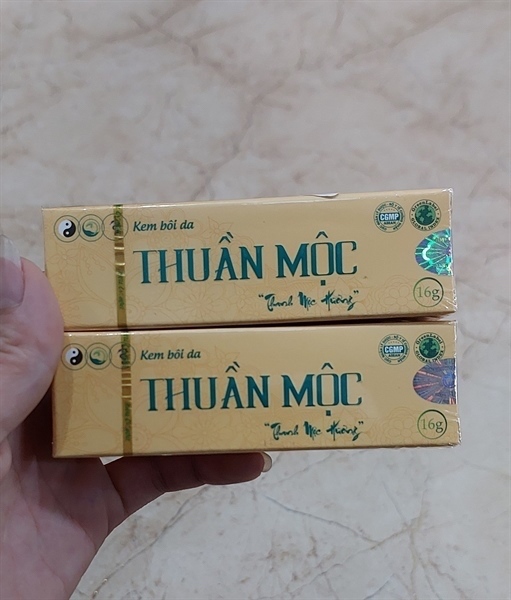 Kem bôi da
THUẦN MỘC
"Thanh Mộc Hương"
CGMP
16g
Kem bôi da
THUẦN MỘC
"Thanh Mộc Hương"
CGMP
16g